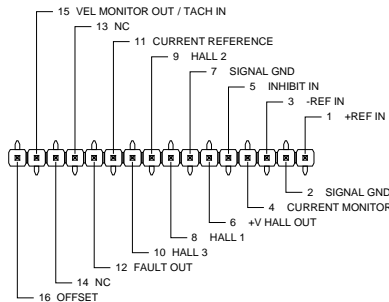 15 VEL MONITOR OUT / TACH IN
13 NC
11 CURRENT REFERENCE
9 HALL 2
7 SIGNAL GND
5 INHIBIT IN
3 -REF IN
1 +REF IN
2 SIGNAL GND
4 CURRENT MONITOR
6 +V HALL OUT
8 HALL 1
10 HALL 3
12 FAULT OUT
14 NC
16 OFFSET